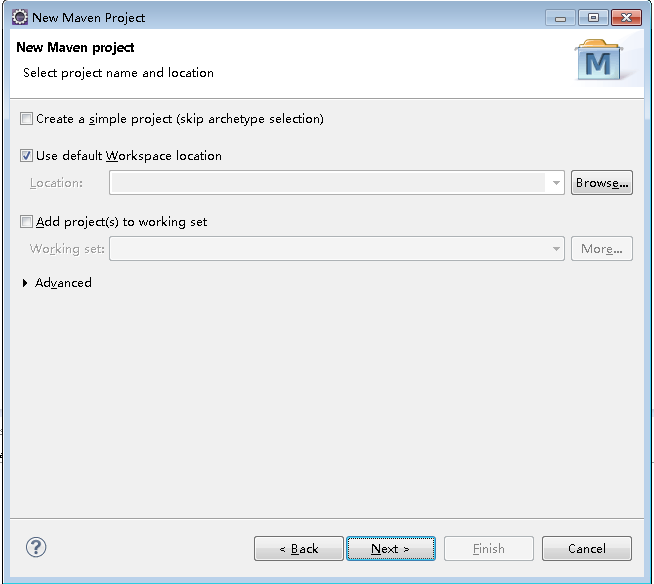 New Maven Project
New Maven project
Select project name and location
M
Create a simple project (skip archetype selection)
Use default Workspace location
Location:
Browse...
Add project(s) to working set
Working set:
More...
Advanced
?
< Back
Next >
Finish
Cancel